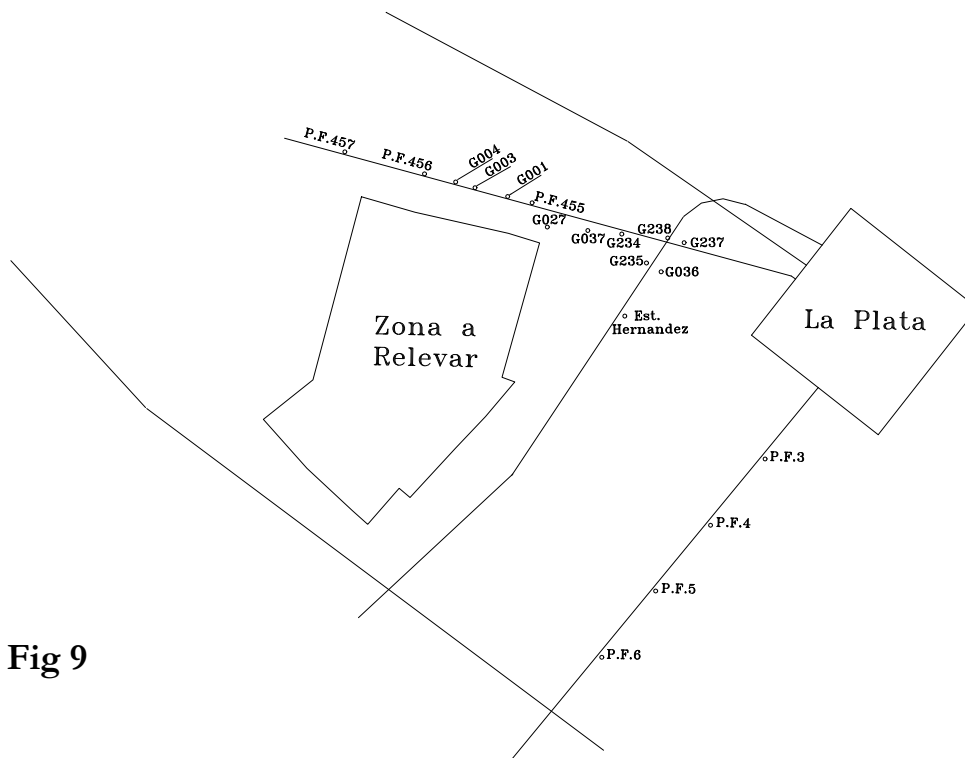 P.F.457
P.F.456
G004
G003
G001
P.F.455
G027
G037
G234
G238
G237
G235
G036
Est.
Hernandez
Zona a
Relevar
La Plata
P.F.3
P.F.4
P.F.5
P.F.6
Fig 9